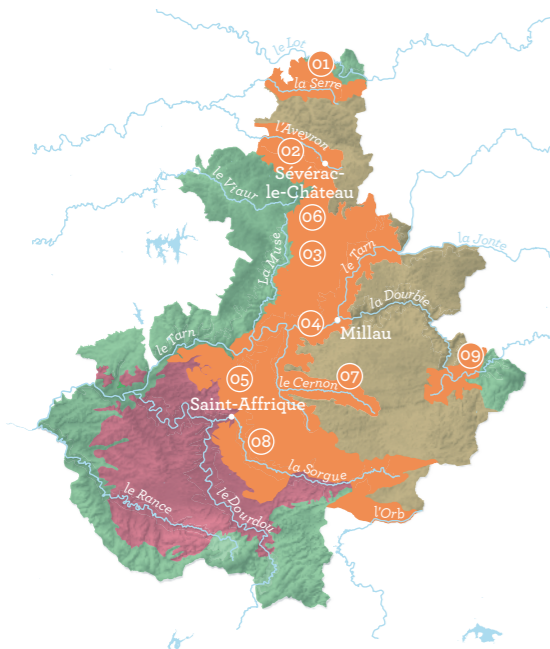 le Lot
01
la Serre
l'Aveyron
02
Sévérac-
le-Château
le Viaur
06
La Muse
03
le Tarn
la Jonte
la Dourbie
04
Millau
le Tarn
09
05
le Cernon
07
Saint-Affrique
08
la Sorgue
le Rance
le Dourdou
l'Orb